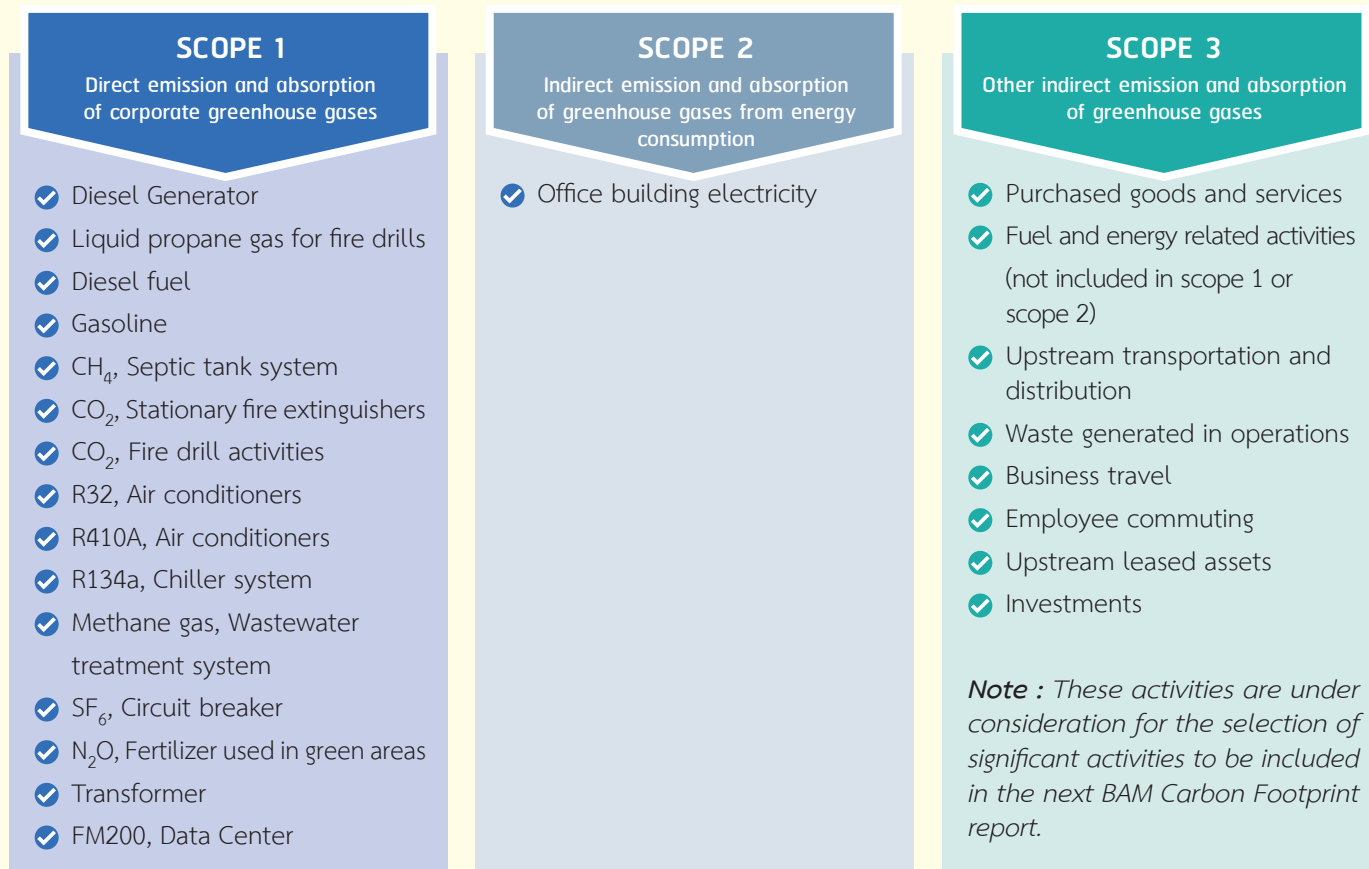 SCOPE 1
Direct emission and absorption
of corporate greenhouse gases
Diesel Generator
Liquid propane gas for fire drills
Diesel fuel
Gasoline
CH₄, Septic tank system
CO₂, Stationary fire extinguishers
CO₂, Fire drill activities
R32, Air conditioners
R410A, Air conditioners
R134a, Chiller system
Methane gas, Wastewater
treatment system
SF₆, Circuit breaker
N₂O, Fertilizer used in green areas
Transformer
FM200, Data Center
SCOPE 2
Indirect emission and absorption
of greenhouse gases from energy
consumption
Office building electricity
SCOPE 3
Other indirect emission and absorption
of greenhouse gases
Purchased goods and services
Fuel and energy related activities
(not included in scope 1 or
scope 2)
Upstream transportation and
distribution
Waste generated in operations
Business travel
Employee commuting
Upstream leased assets
Investments
Note : These activities are under
consideration for the selection of
significant activities to be included
in the next BAM Carbon Footprint
report.